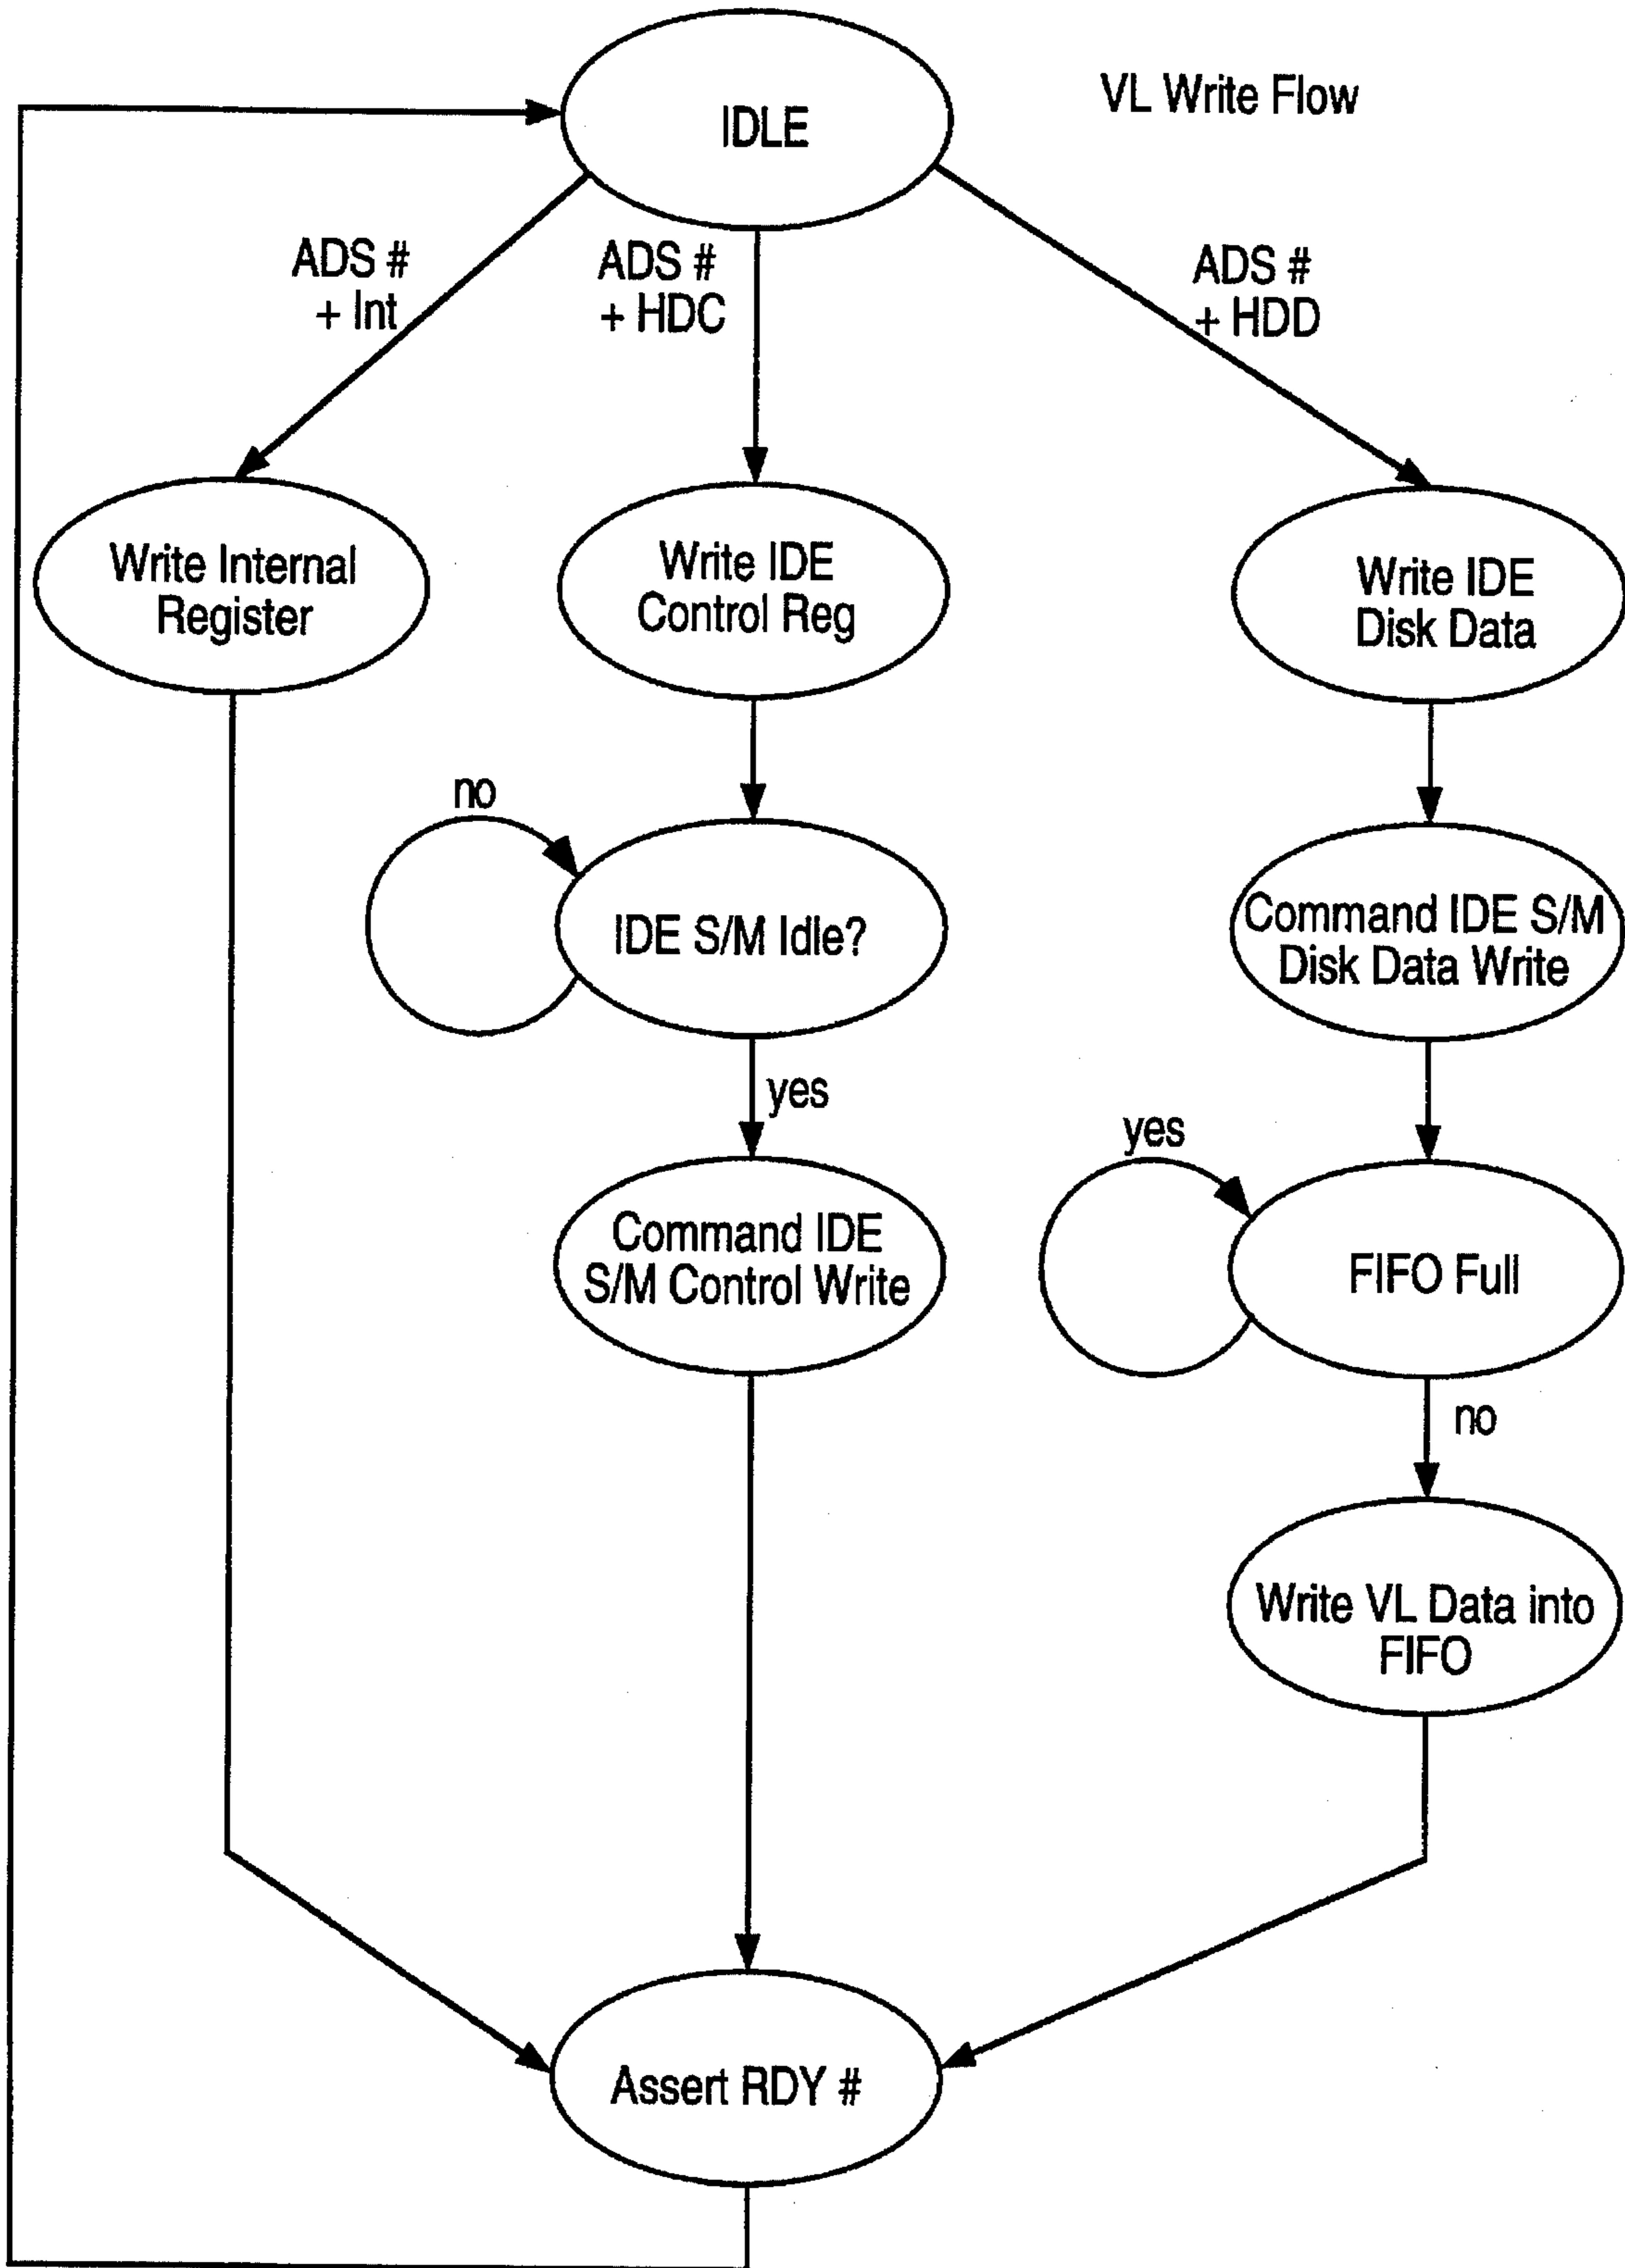 VL Write Flow
IDLE
ADS #
+ Int
ADS #
+ HDC
ADS #
+ HDD
Write Internal
Register
Write IDE
Control Reg
Write IDE
Disk Data
no
IDE S/M Idle?
Command IDE S/M
Disk Data Write
yes
yes
Command IDE
S/M Control Write
FIFO Full
no
Write VL Data into
FIFO
Assert RDY #